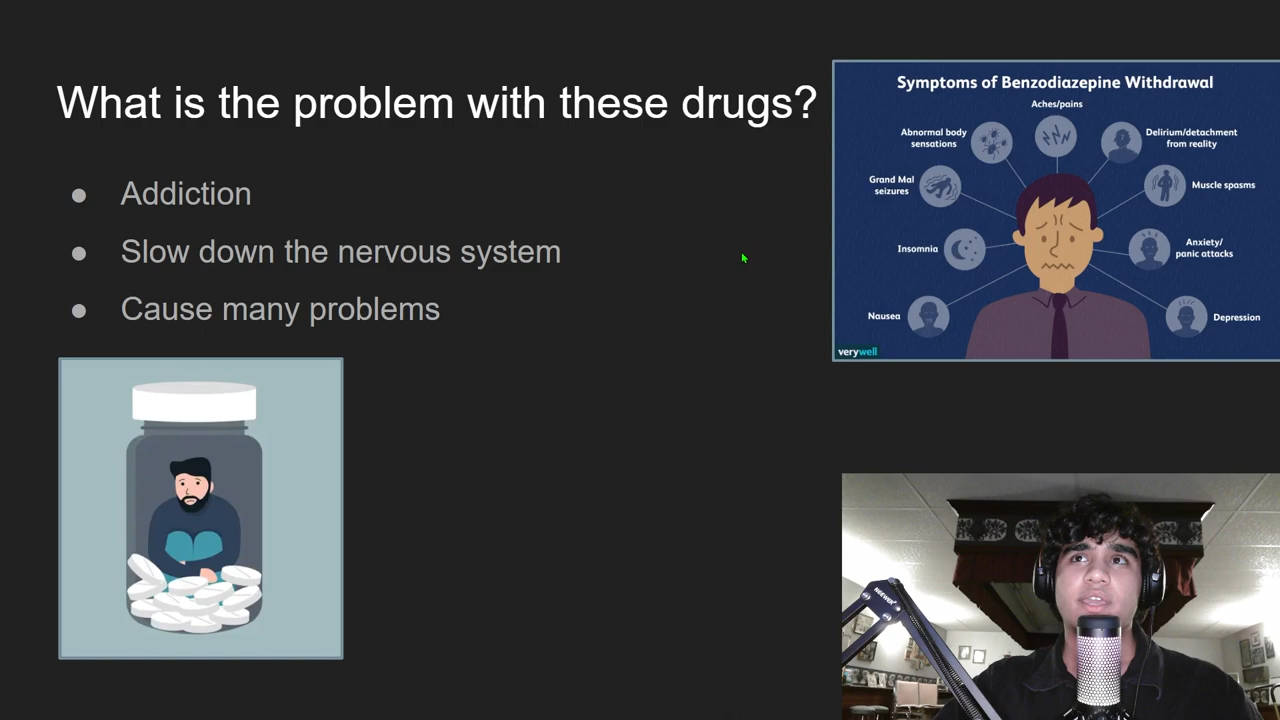 What is the problem with these drugs?
● Addiction
● Slow down the nervous system
● Cause many problems
Symptoms of Benzodiazepine Withdrawal
Aches/pains
Abnormal body
sensations
Delirium/detachment
from reality
Grand Mal
seizures
Muscle spasms
Insomnia
Anxiety/
panic attacks
Nausea
Depression
verywell